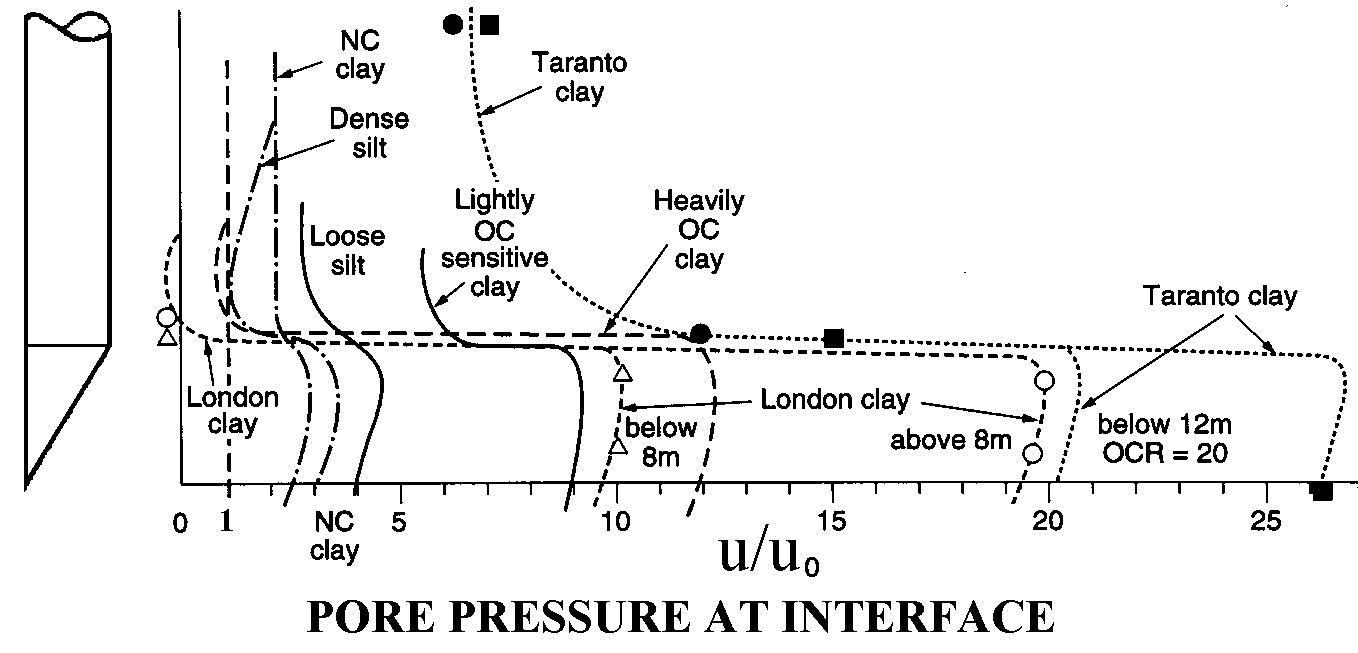 NC
clay
Dense
silt
Taranto
clay
Loose
silt
Lightly
OC
sensitive
clay
Heavily
OC
clay
Taranto clay
London
clay
London clay
below
8m
above 8m
below 12m
OCR = 20
0 1 5 10 15 20 25
NC
clay
u/u₀
PORE PRESSURE AT INTERFACE